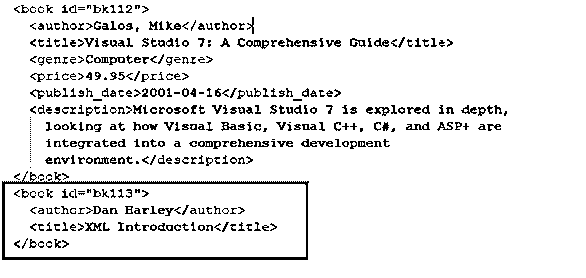 <book id="bk112">
<author>Galos, Mike</author>
<title>Visual Studio 7: A Comprehensive Guide</title>
<genre>Computer</genre>
<price>49.95</price>
<publish_date>2001-04-16</publish_date>
<description>Microsoft Visual Studio 7 is explored in depth,
looking at how Visual Basic, Visual C++, C#, and ASP+ are
integrated into a comprehensive development
environment.</description>
</book>
<book id="bk113">
<author>Dan Harley</author>
<title>XML Introduction</title>
</book>